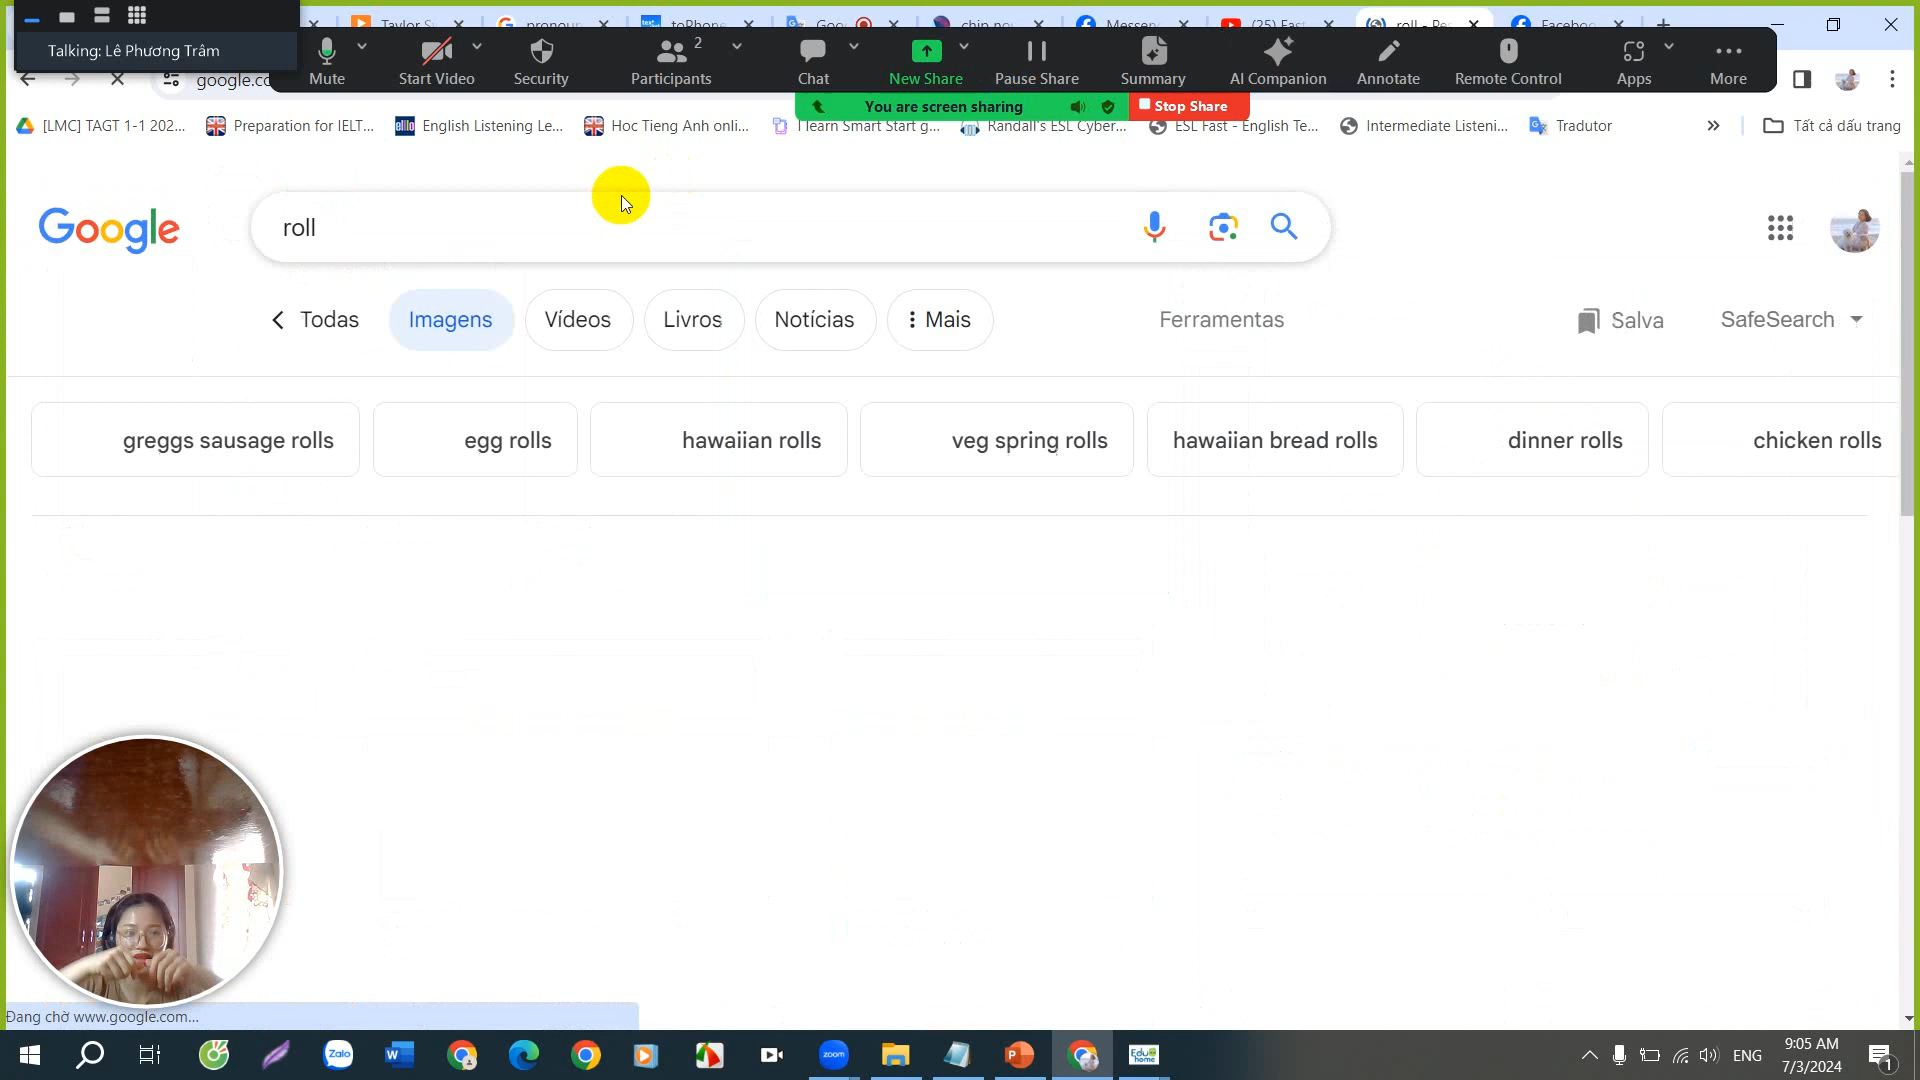 Talking: Lê Phương Trâm
Mute
Start Video
Security
Participants
2
Chat
New Share
Pause Share
Summary
AI Companion
Annotate
Remote Control
Apps
More
You are screen sharing
Stop Share
google.co
[LMC] TAGT 1-1 202...
Preparation for IELT...
English Listening Le...
Hoc Tieng Anh onli...
I learn Smart Start g...
Randall's ESL Cyber...
ESL Fast - English Te...
Intermediate Listeni...
Tradutor
Tất cả dấu trang
Google
roll
Todas
Imagens
Vídeos
Livros
Notícias
Mais
Ferramentas
Salva
SafeSearch
greggs sausage rolls
egg rolls
hawaiian rolls
veg spring rolls
hawaiian bread rolls
dinner rolls
chicken rolls
Đang chờ www.google.com...
Zalo
zoom
Edu home
ENG
9:05 AM
7/3/2024
1